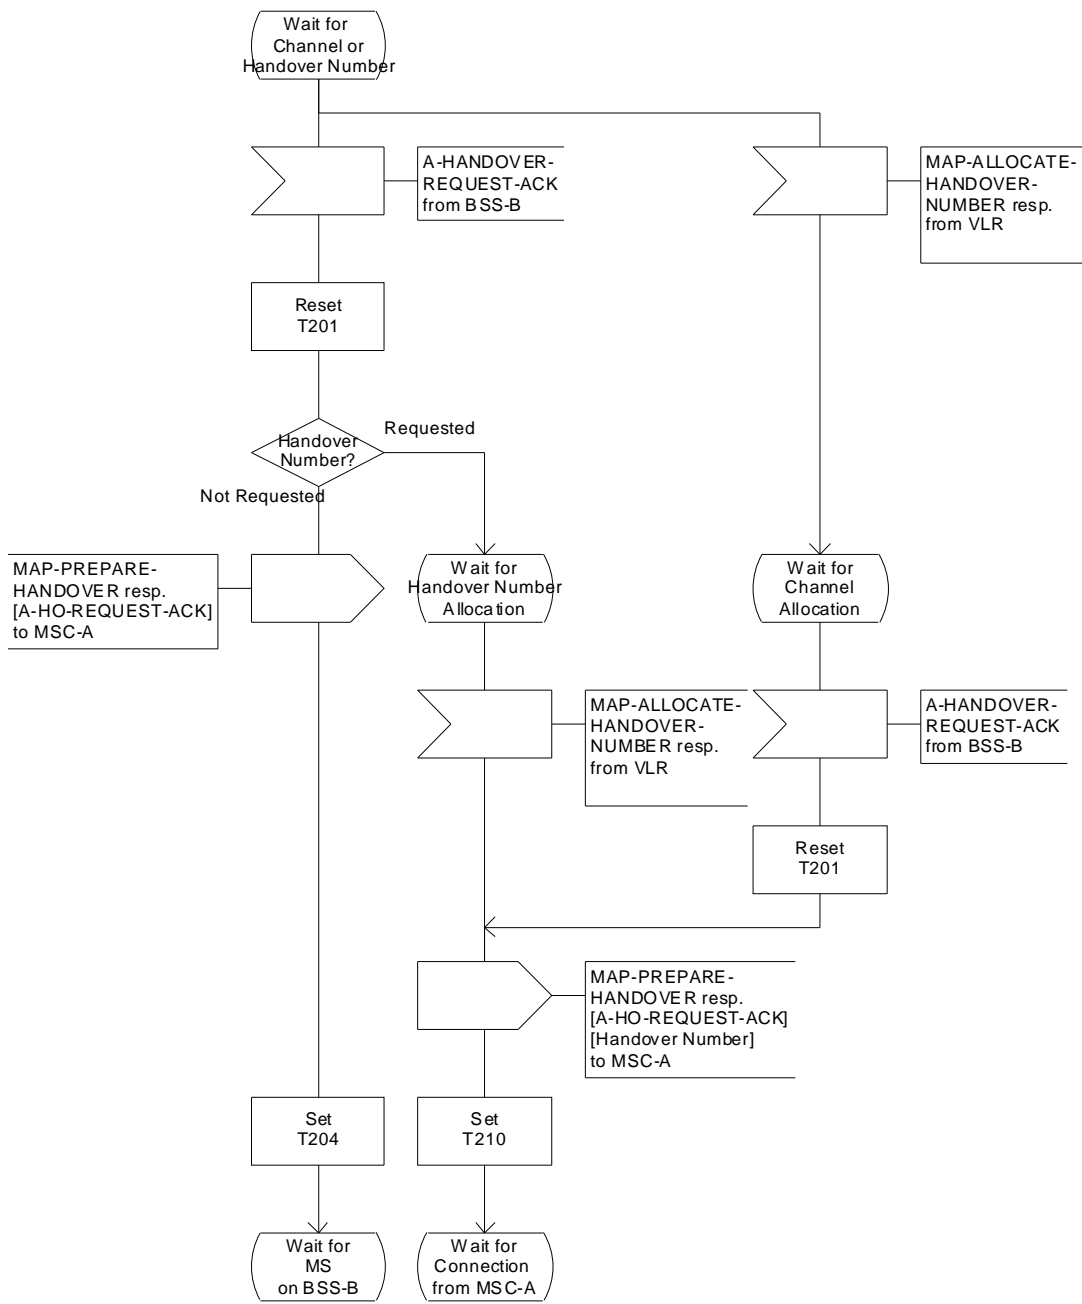 Wait for
Channel or
Handover Number
A-HANDOVER-
REQUEST-ACK
from BSS-B
MAP-ALLOCATE-
HANDOVER-
NUMBER resp.
from VLR
Reset
T201
Handover
Number?
Requested
Not Requested
MAP-PREPARE-
HANDOVER resp.
[A-HO-REQUEST-ACK]
to MSC-A
Wait for
Handover Number
Allocation
Wait for
Channel
Allocation
MAP-ALLOCATE-
HANDOVER-
NUMBER resp.
from VLR
A-HANDOVER-
REQUEST-ACK
from BSS-B
Reset
T201
MAP-PREPARE-
HANDOVER resp.
[A-HO-REQUEST-ACK]
[Handover Number]
to MSC-A
Set
T204
Set
T210
Wait for
MS
on BSS-B
Wait for
Connection
from MSC-A